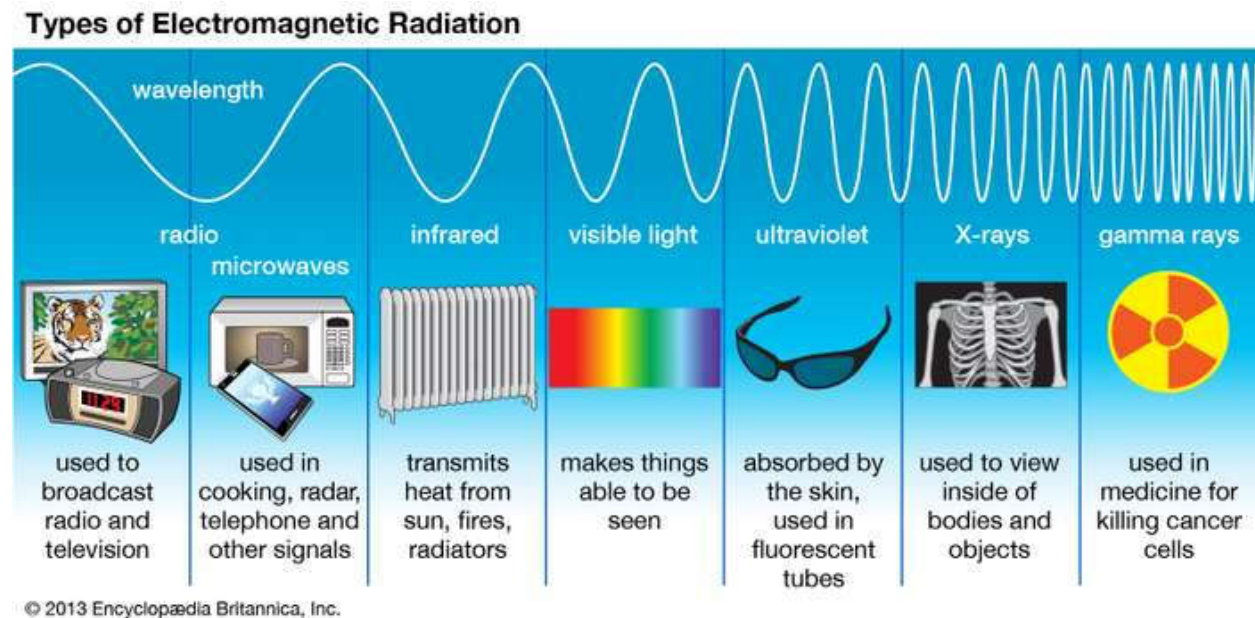 Types of Electromagnetic Radiation
wavelength
radio
microwaves
infrared
visible light
ultraviolet
X-rays
gamma rays
11:29
used to
broadcast
radio and
television
used in
cooking, radar,
telephone and
other signals
transmits
heat from
sun, fires,
radiators
makes things
able to be
seen
absorbed by
the skin,
used in
fluorescent
tubes
used to view
inside of
bodies and
objects
used in
medicine for
killing cancer
cells
© 2013 Encyclopædia Britannica, Inc.